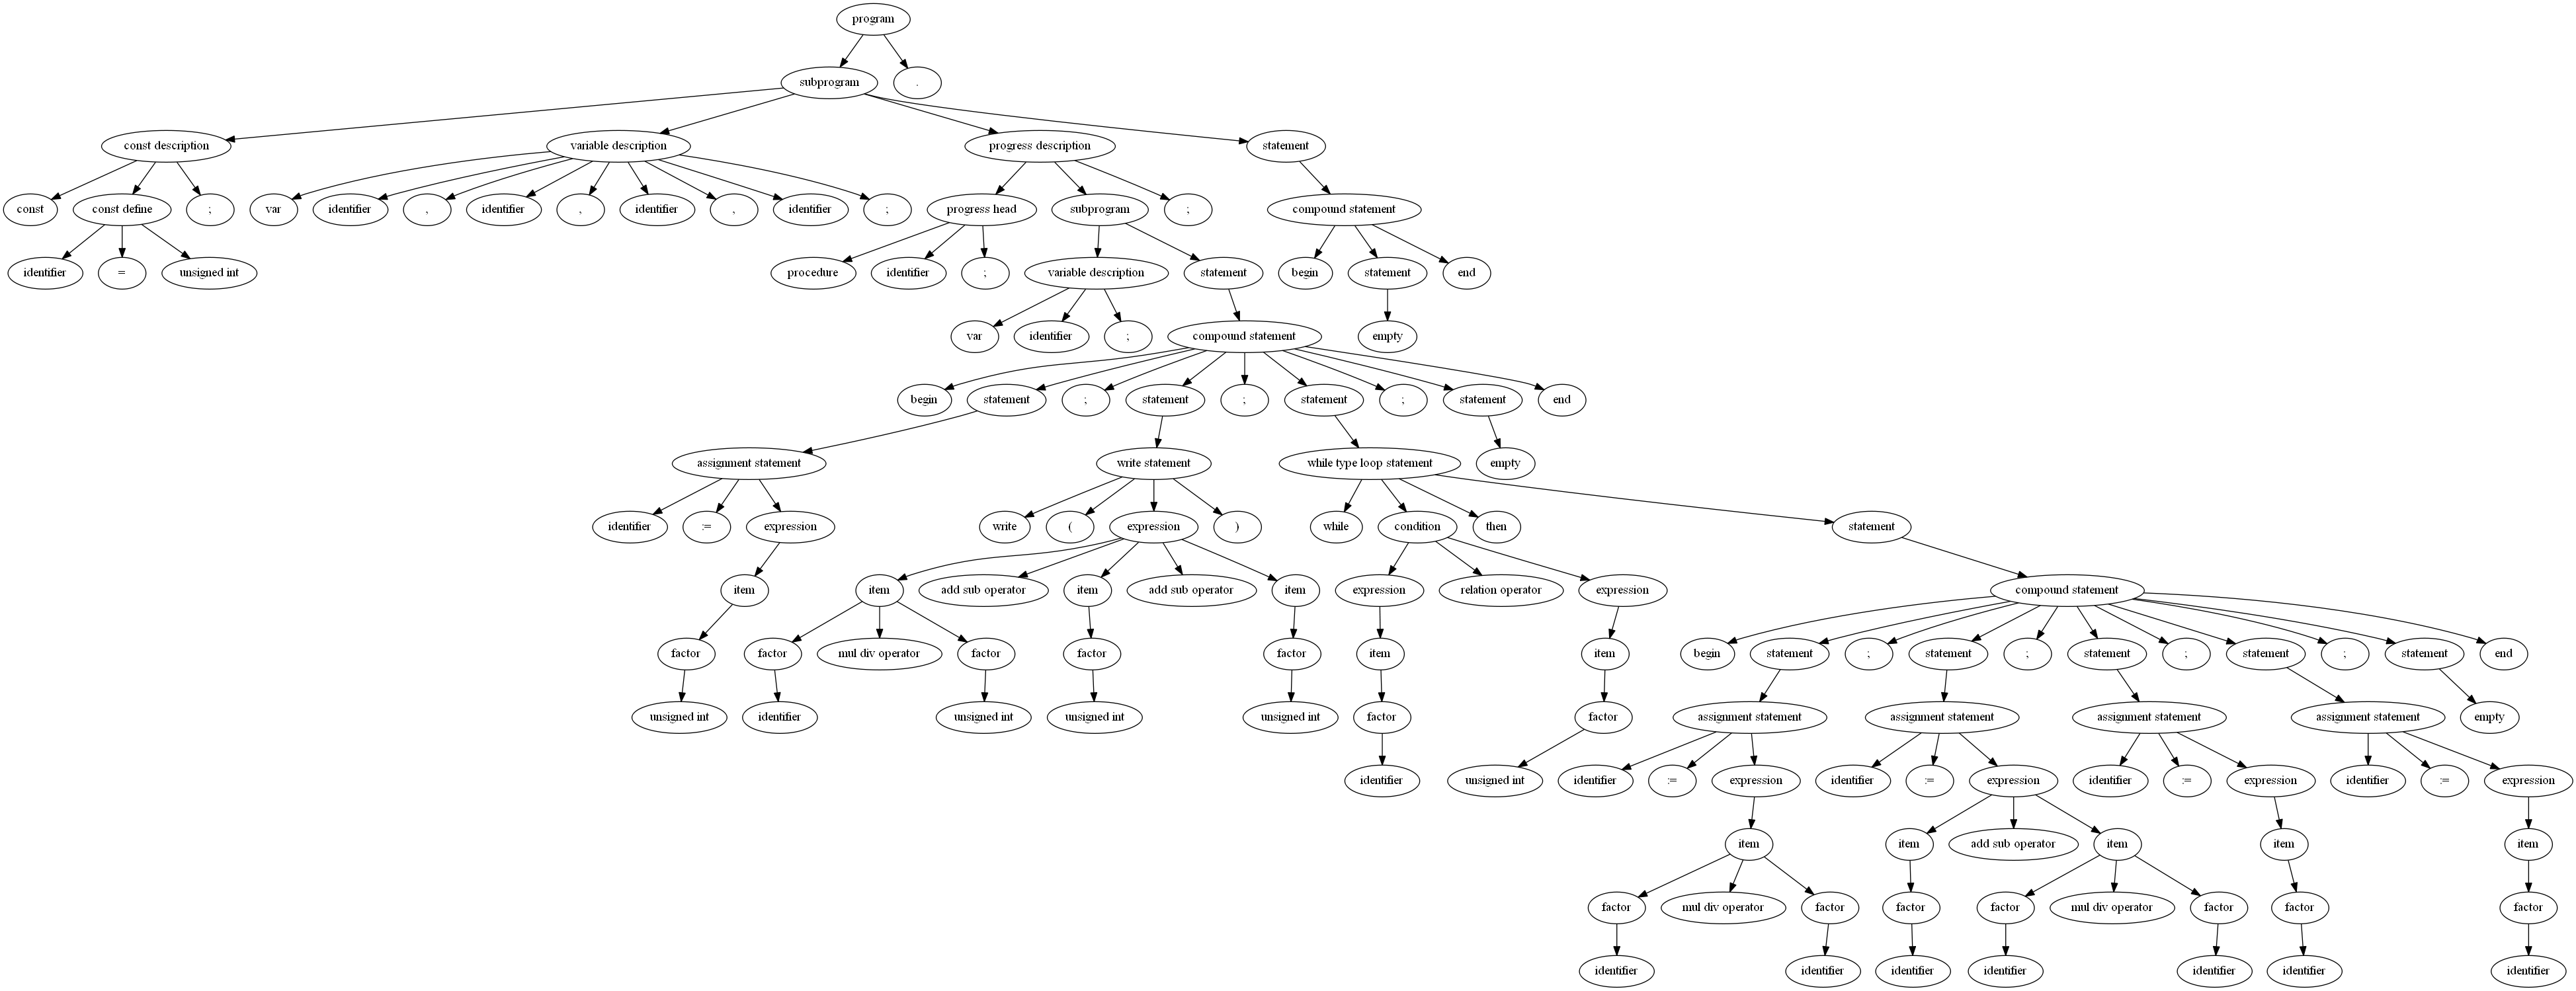 program
subprogram .
const description variable description progress description statement
const const define ; var identifier , identifier , identifier , identifier ; progress head subprogram ; compound statement
identifier = unsigned int procedure identifier ; variable description statement begin statement end
var identifier ; compound statement empty
begin statement ; statement ; statement ; statement end
assignment statement write statement while type loop statement empty
identifier := expression write ( expression ) while condition then statement
item item add sub operator item add sub operator item expression relation operator expression compound statement
factor factor mul div operator factor factor factor item item begin statement ; statement ; statement ; statement ; statement end
unsigned int identifier unsigned int unsigned int unsigned int factor factor assignment statement assignment statement assignment statement assignment statement empty
identifier unsigned int identifier := expression identifier := expression identifier := expression identifier := expression
item item add sub operator item item item
factor mul div operator factor factor factor mul div operator factor factor factor
identifier identifier identifier identifier identifier identifier identifier